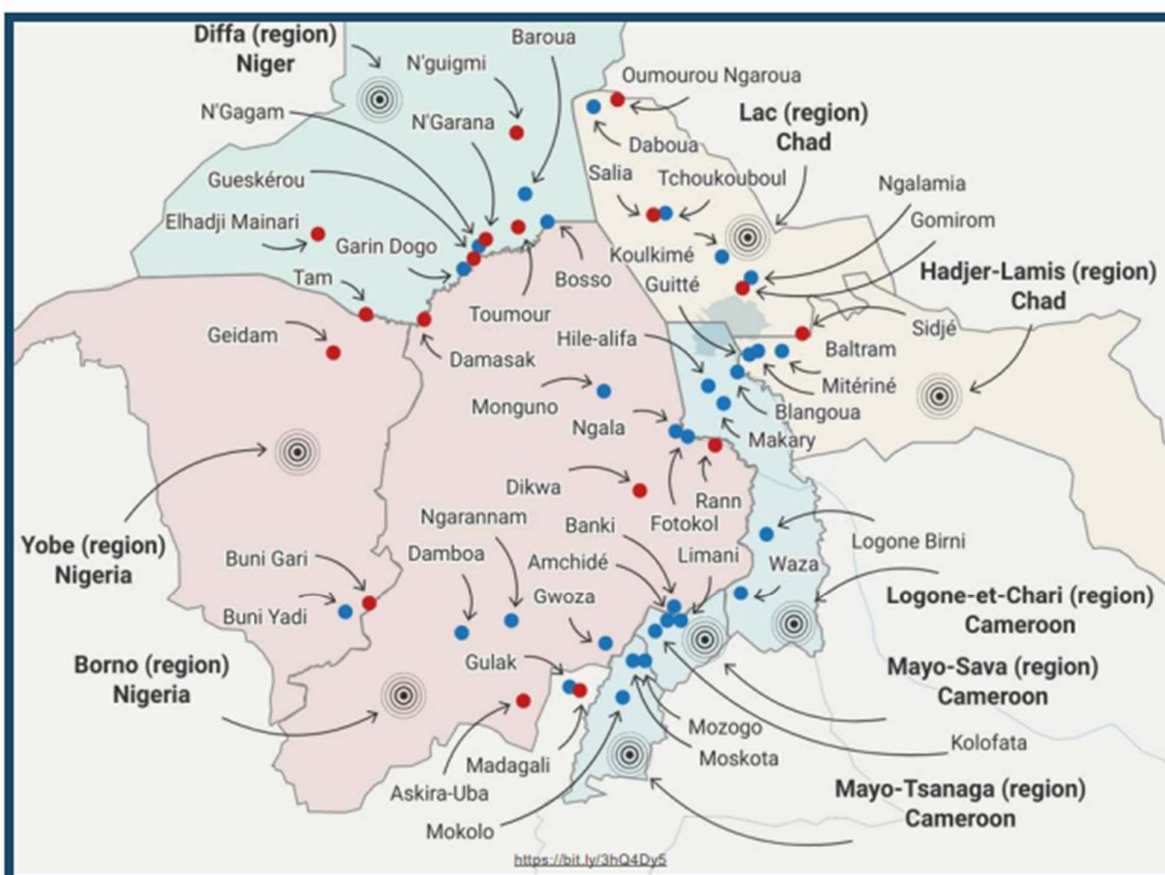 Diffa (region)
Niger
Baroua
N'guigmi
Oumourou Ngaroua
N'Gagam
N'Garana
Lac (region)
Chad
Daboua
Salia
Tchoukouboul
Gueskérou
Ngalamia
Elhadji Mainari
Gomirom
Garin Dogo
Koulkimé
Tam
Bosso
Guitté
Hadjer-Lamis (region)
Chad
Toumour
Geidam
Hile-alifa
Sidjé
Damasak
Baltram
Mitériné
Monguno
Blangoua
Ngala
Makary
Dikwa
Rann
Ngarannam
Banki
Fotokol
Yobe (region)
Nigeria
Buni Gari
Damboa
Amchidé
Limani
Logone Birni
Waza
Gwoza
Buni Yadi
Logone-et-Chari (region)
Cameroon
Borno (region)
Nigeria
Gulak
Mayo-Sava (region)
Cameroon
Mozogo
Kolofata
Madagali
Moskota
Askira-Uba
Mayo-Tsanaga (region)
Cameroon
Mokolo
https://bit.ly/3hQ4Dy5